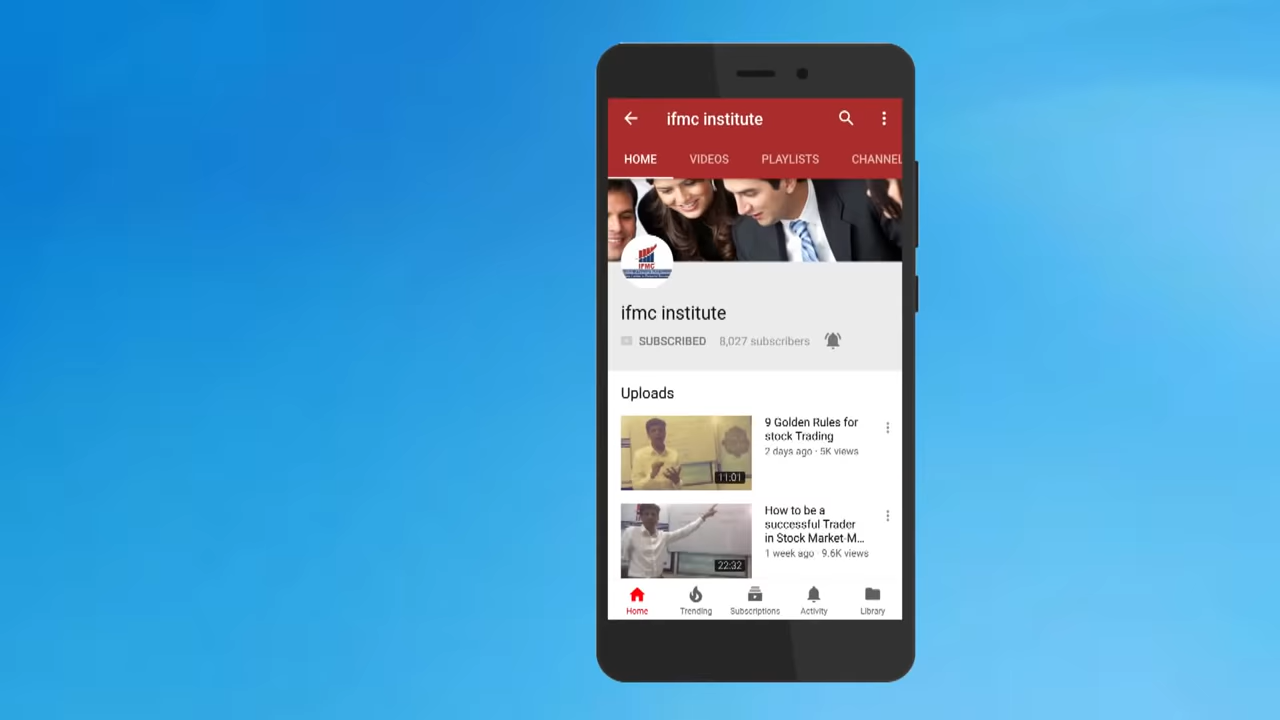 ifmc institute
HOME VIDEOS PLAYLISTS CHANNEL
IFMC
ifmc institute
SUBSCRIBED 8,027 subscribers
Uploads
9 Golden Rules for
stock Trading
2 days ago · 5K views
11:01
How to be a
successful Trader
in Stock Market-M...
1 week ago · 9.6K views
22:32
Home Trending Subscriptions Activity Library